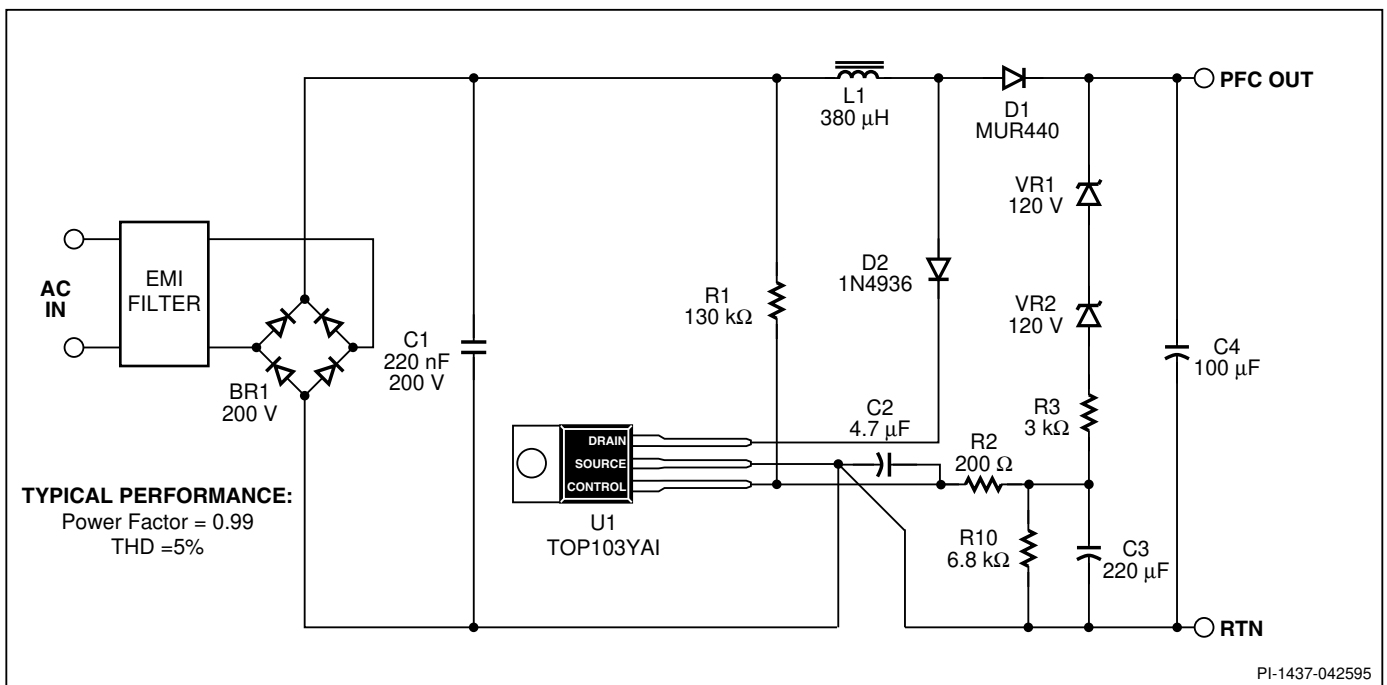 PFC OUT
L1
380 µH
D1
MUR440
VR1
120 V
AC
IN
EMI
FILTER
D2
1N4936
R1
130 kΩ
VR2
120 V
C1
220 nF
200 V
C4
100 µF
BR1
200 V
C2
4.7 µF
R3
3 kΩ
DRAIN
SOURCE
CONTROL
R2
200 Ω
TYPICAL PERFORMANCE:
Power Factor = 0.99
THD =5%
U1
TOP103YAI
R10
6.8 kΩ
C3
220 µF
RTN
PI-1437-042595